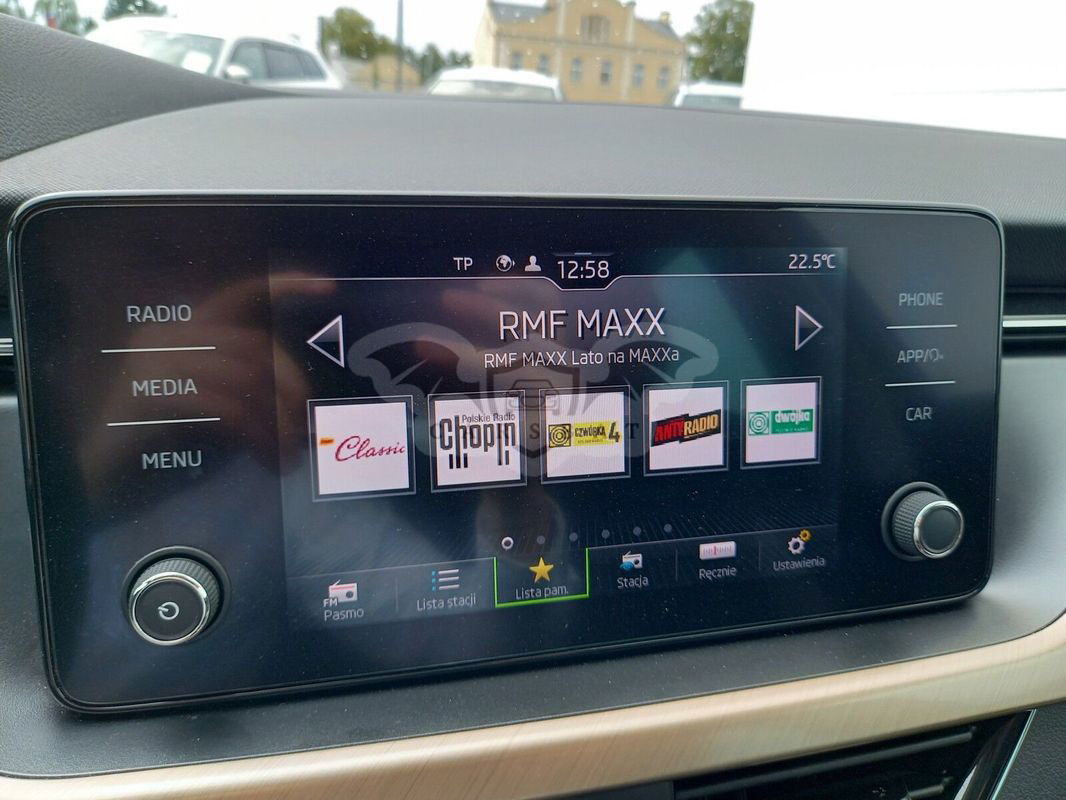 TP 12:58 22.5°C
RADIO
MEDIA
MENU
RMF MAXX
RMF MAXX Lato na MAXXa
PHONE
APP/
CAR
Classic
Polskie Radio
Chopin
CZWÓRKA 4
ANTYRADIO
dwójka
FM
Pasmo
Lista stacji
Lista pam.
Stacja
Ręcznie
Ustawienia